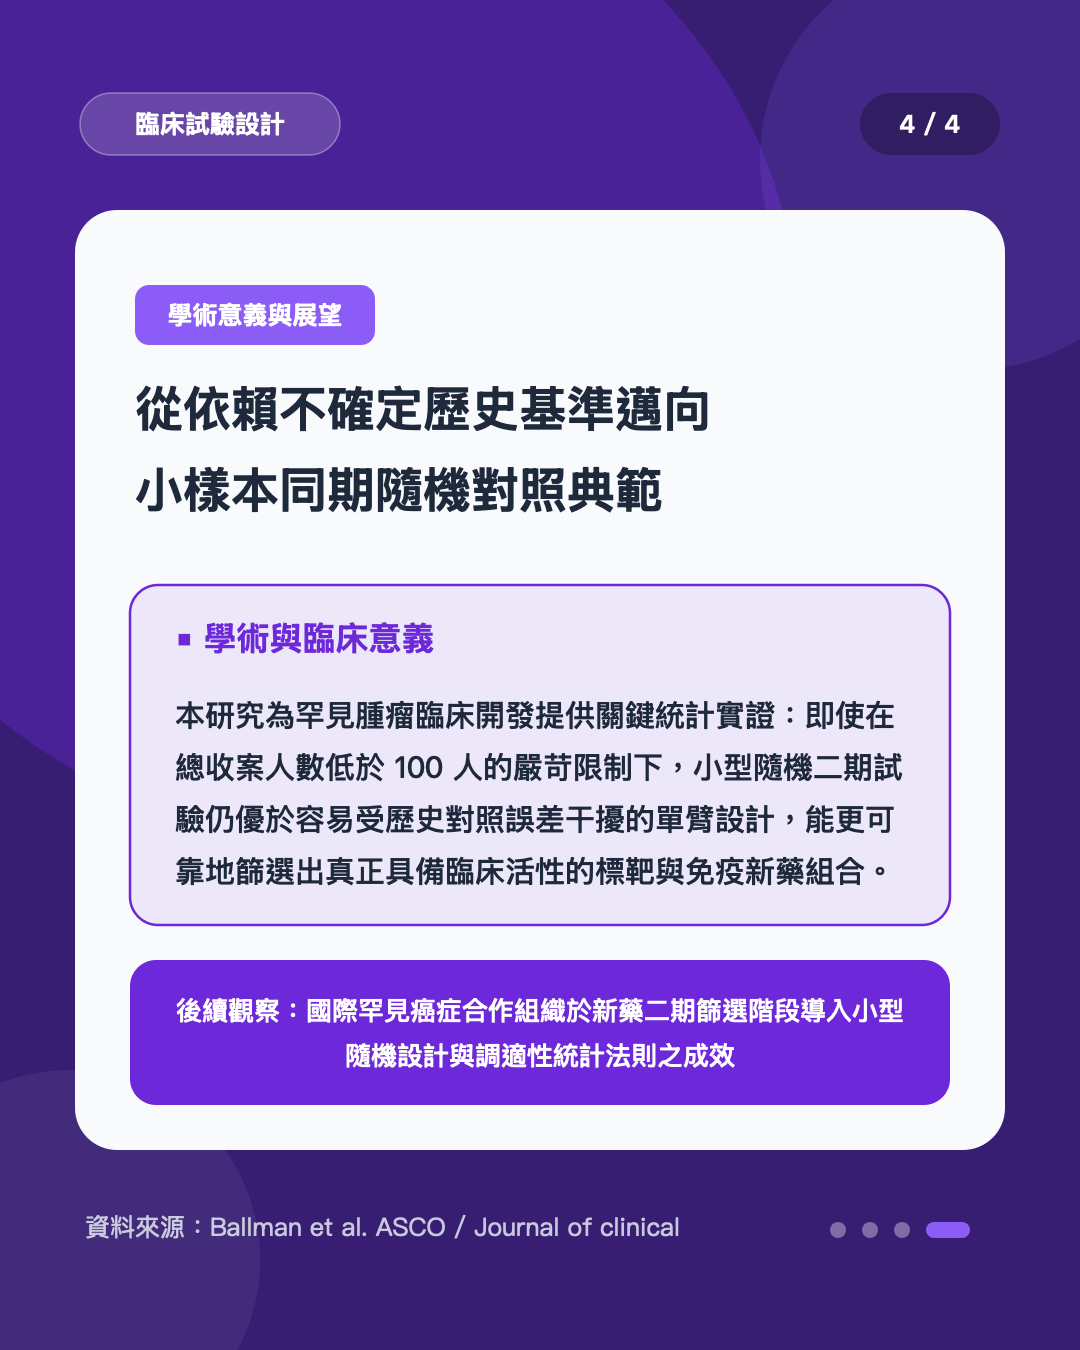 臨床試驗設計
4 / 4
學術意義與展望
從依賴不確定歷史基準邁向
小樣本同期隨機對照典範
▪ 學術與臨床意義
本研究為罕見腫瘤臨床開發提供關鍵統計實證：即使在
總收案人數低於 100 人的嚴苛限制下，小型隨機二期試
驗仍優於容易受歷史對照誤差干擾的單臂設計，能更可
靠地篩選出真正具備臨床活性的標靶與免疫新藥組合。
後續觀察：國際罕見癌症合作組織於新藥二期篩選階段導入小型
隨機設計與調適性統計法則之成效
資料來源：Ballman et al. ASCO / Journal of clinical